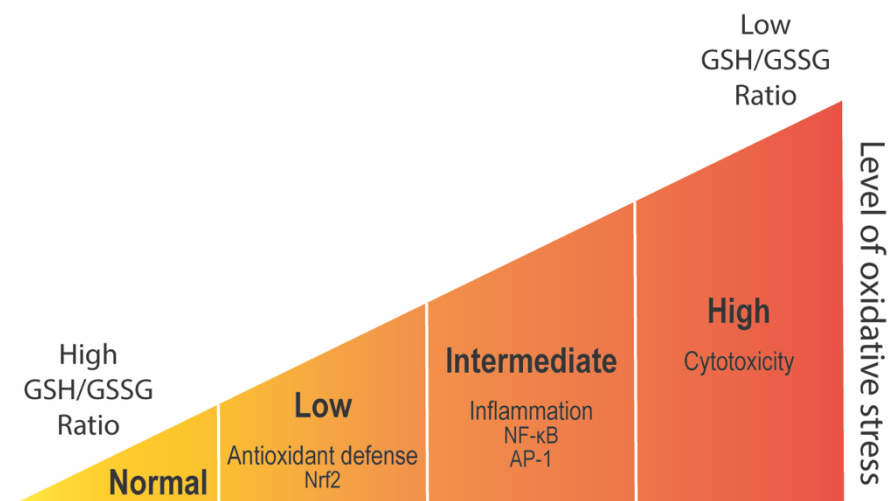 High
GSH/GSSG
Ratio
Normal
Low
Antioxidant defense
Nrf2
Intermediate
Inflammation
NF-κB
AP-1
Low
GSH/GSSG
Ratio
High
Cytotoxicity
Level of oxidative stress